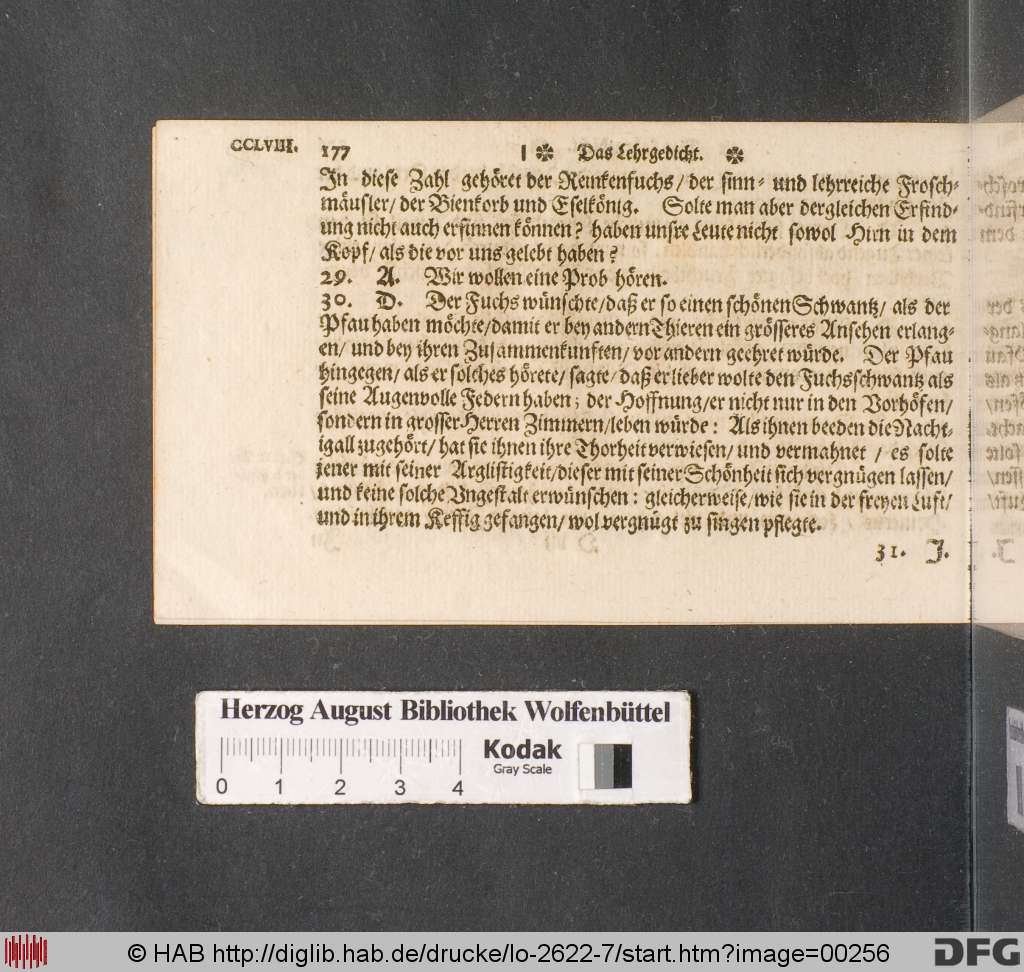 CCLVIII. 177 I ✽ Das Lehrgedicht. ✽
In diese Zahl gehöret der Reinkenfuchs/ der sinn- und lehrreiche Frosch-
mäusler/ der Bienkorb und Eselkönig. Solte man aber dergleichen Erfind-
ung nicht auch ersinnen können? haben unsre Leute nicht sowol Hirn in dem
Kopf/ als die vor uns gelebt haben?
29. A. Wir wollen eine Prob hören.
30. D. Der Fuchs wünschte/ daß er so einen schönen Schwantz/ als der
Pfau haben möchte/ damit er bey andern Thieren ein grösseres Ansehen erlang-
en/ und bey ihren Zusammenkunften/ vor andern geehret würde. Der Pfau
hingegen/ als er solches hörete/ sagte/ daß er lieber wolte den Fuchsschwantz als
seine Augenvolle Federn haben; der Hoffnung/ er nicht nur in den Vorhöfen/
sondern in grosser Herren Zimmern/ leben würde: Als ihnen beeden die Nacht-
igall zugehört/ hat sie ihnen ihre Thorheit verwiesen/ und vermahnet / es solte
jener mit seiner Arglistigkeit/ dieser mit seiner Schönheit sich vergnügen lassen/
und keine solche Vngestalt erwünschen: gleicherweise/ wie sie in der freyen Luft/
und in ihrem Keffig gefangen/ wol vergnügt zu singen pflegte.
31. J.
Herzog August Bibliothek Wolfenbüttel
Kodak
Gray Scale
0 1 2 3 4
© HAB http://diglib.hab.de/drucke/lo-2622-7/start.htm?image=00256
DFG